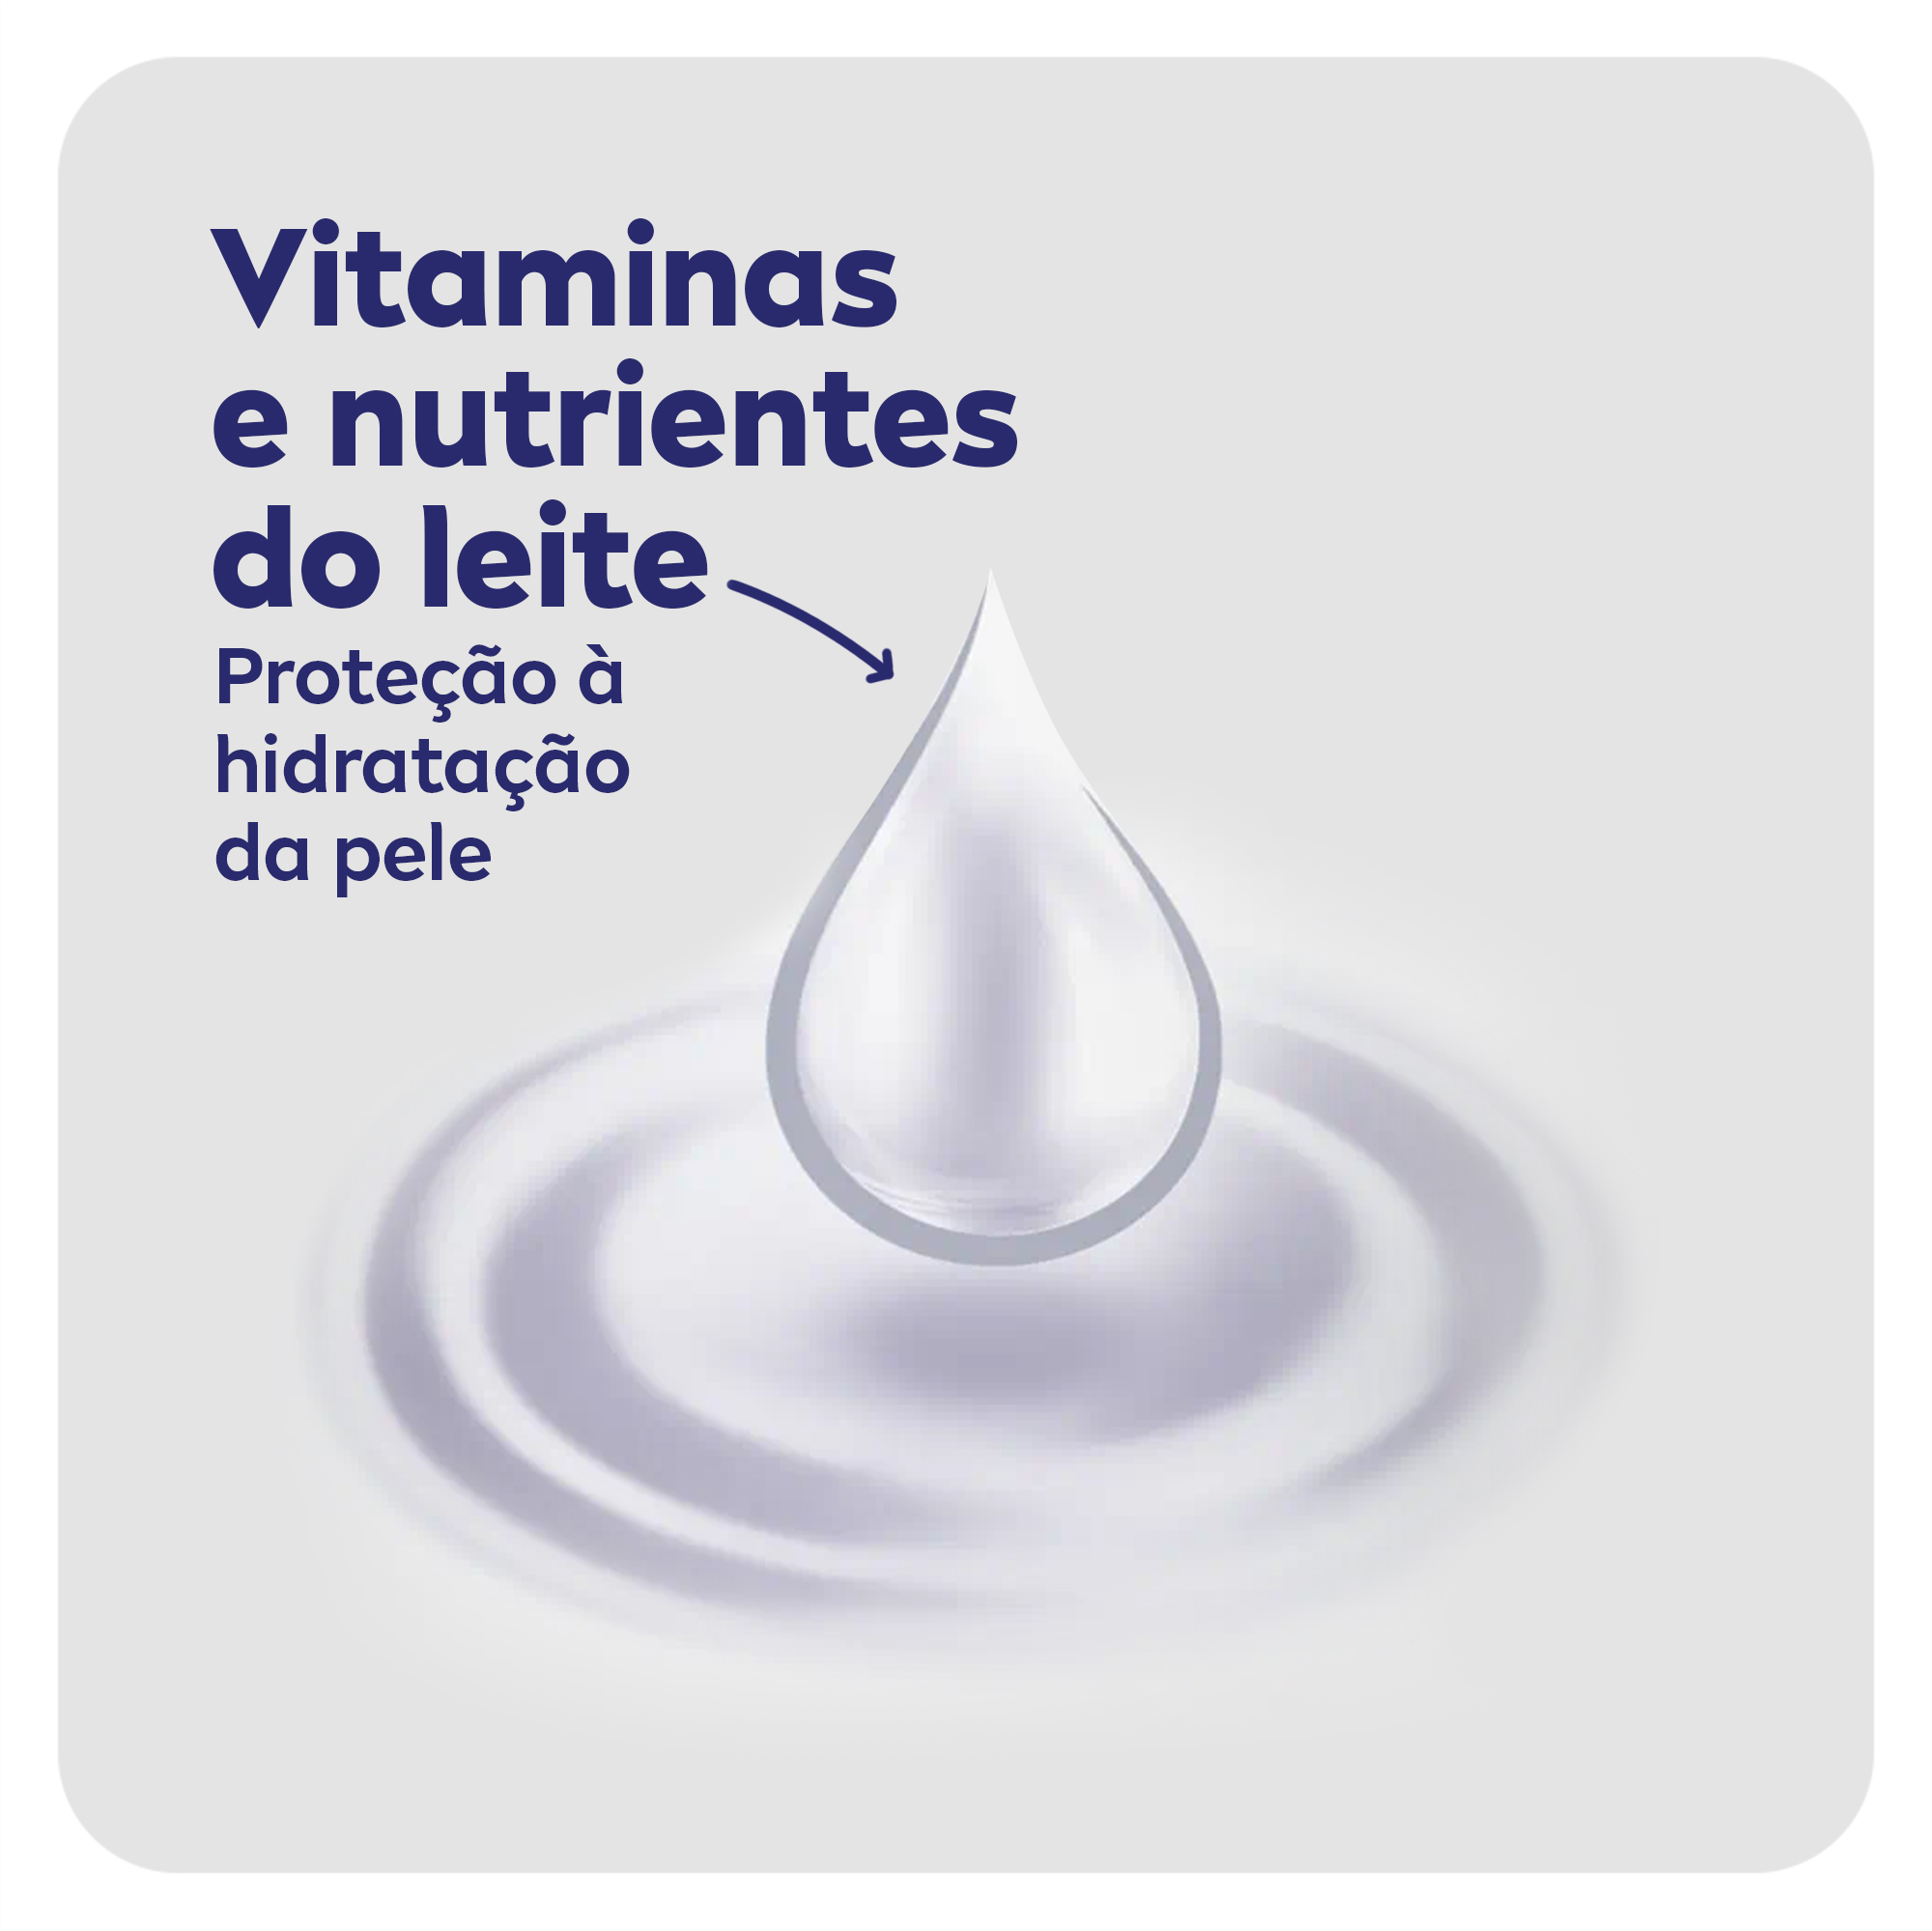 Vitaminas
e nutrientes
do leite
Proteção à
hidratação
da pele